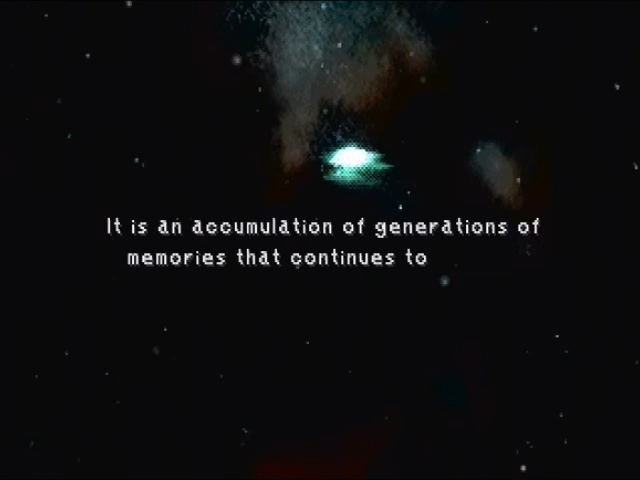 It is an accumulation of generations of
memories that continues to